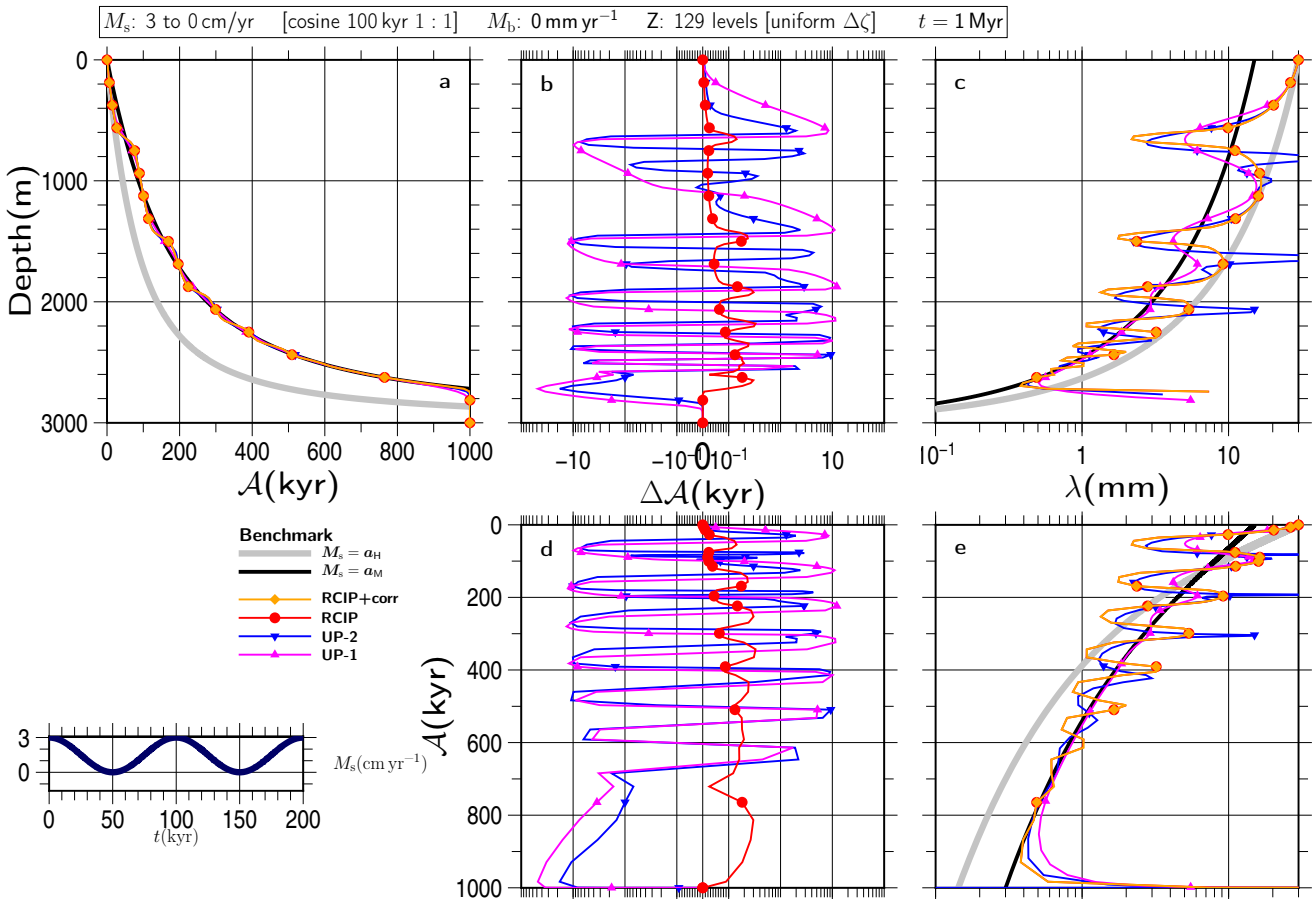 Mₛ: 3 to 0 cm/yr [cosine 100 kyr 1 : 1] M_b: 0 mm yr⁻¹ Z: 129 levels [uniform Δζ] t = 1 Myr
a
b
c
0
1000
2000
3000
Depth(m)
0 200 400 600 800 1000
𝒜(kyr)
−10 −10⁻¹ 0 10⁻¹ 10
Δ𝒜(kyr)
0
1000
2000
3000
10⁻¹ 1 10
λ(mm)
Benchmark
Mₛ = a_H
Mₛ = a_M
RCIP+corr
RCIP
UP-2
UP-1
d
e
0
200
400
600
800
1000
𝒜(kyr)
3
0
Mₛ(cm yr⁻¹)
0 50 100 150 200
t(kyr)